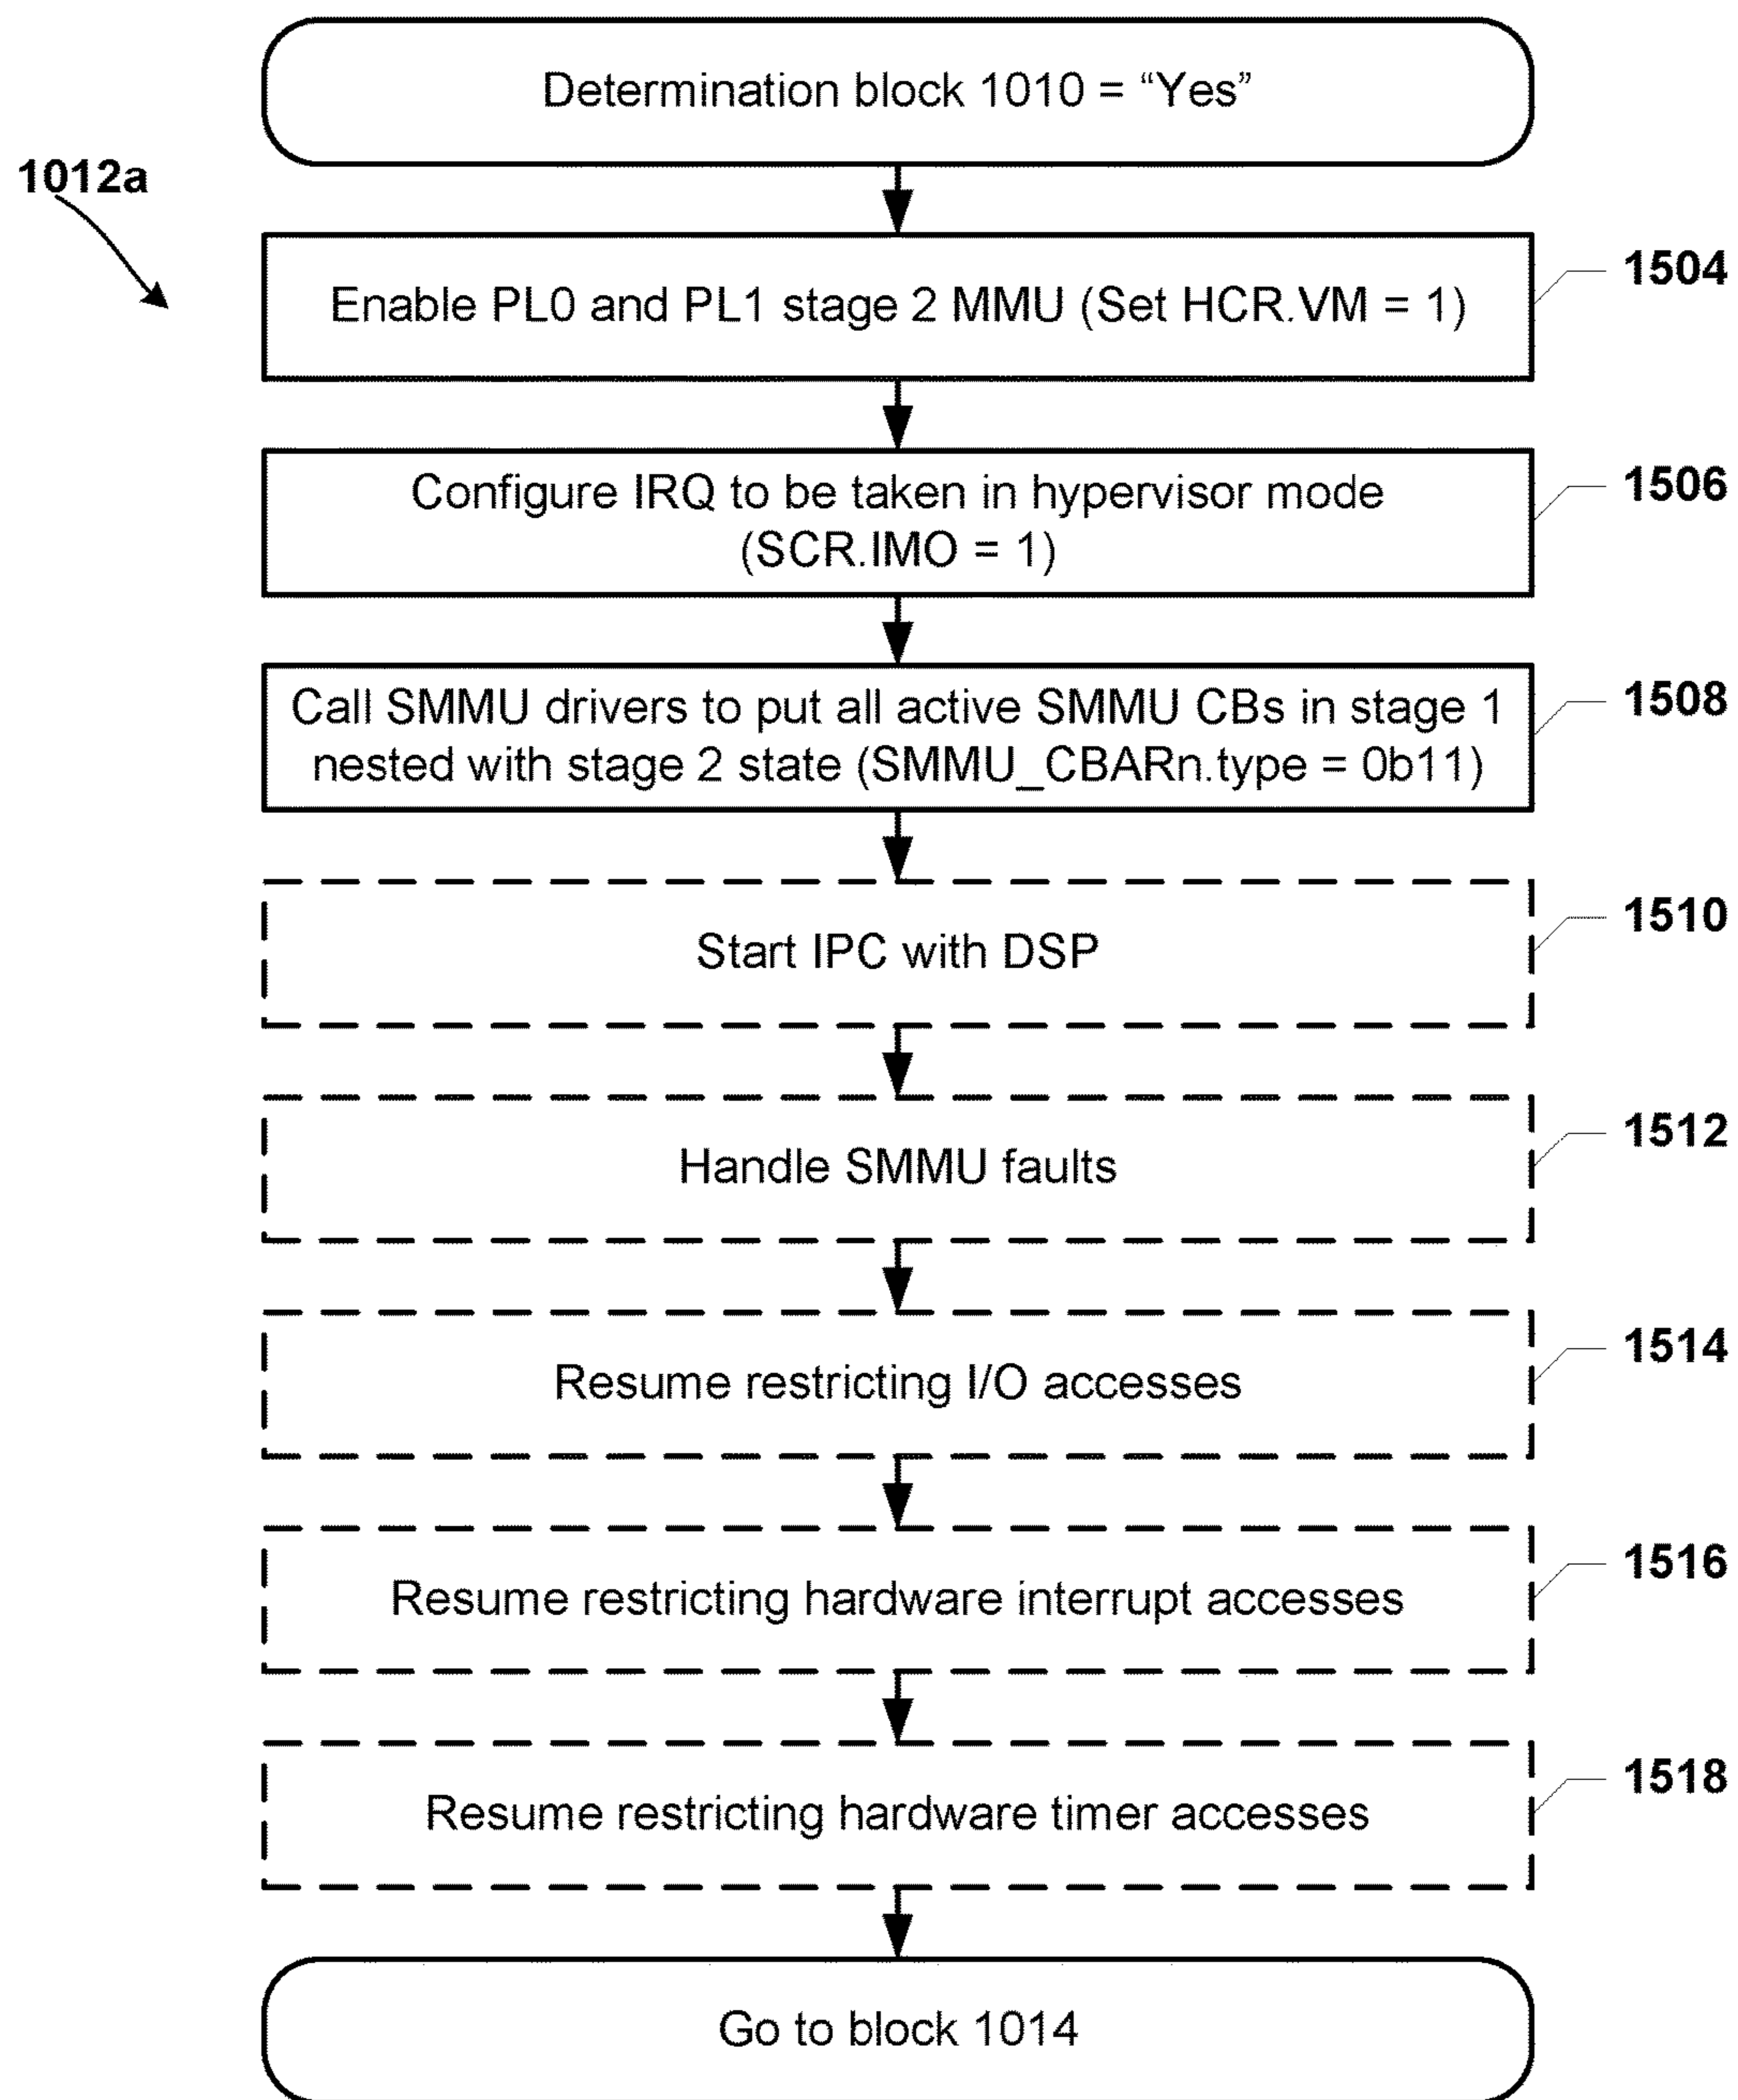 Determination block 1010 = “Yes”
1012a
1504
Enable PL0 and PL1 stage 2 MMU (Set HCR.VM = 1)
1506
Configure IRQ to be taken in hypervisor mode
(SCR.IMO = 1)
1508
Call SMMU drivers to put all active SMMU CBs in stage 1
nested with stage 2 state (SMMU_CBARn.type = 0b11)
1510
Start IPC with DSP
1512
Handle SMMU faults
1514
Resume restricting I/O accesses
1516
Resume restricting hardware interrupt accesses
1518
Resume restricting hardware timer accesses
Go to block 1014